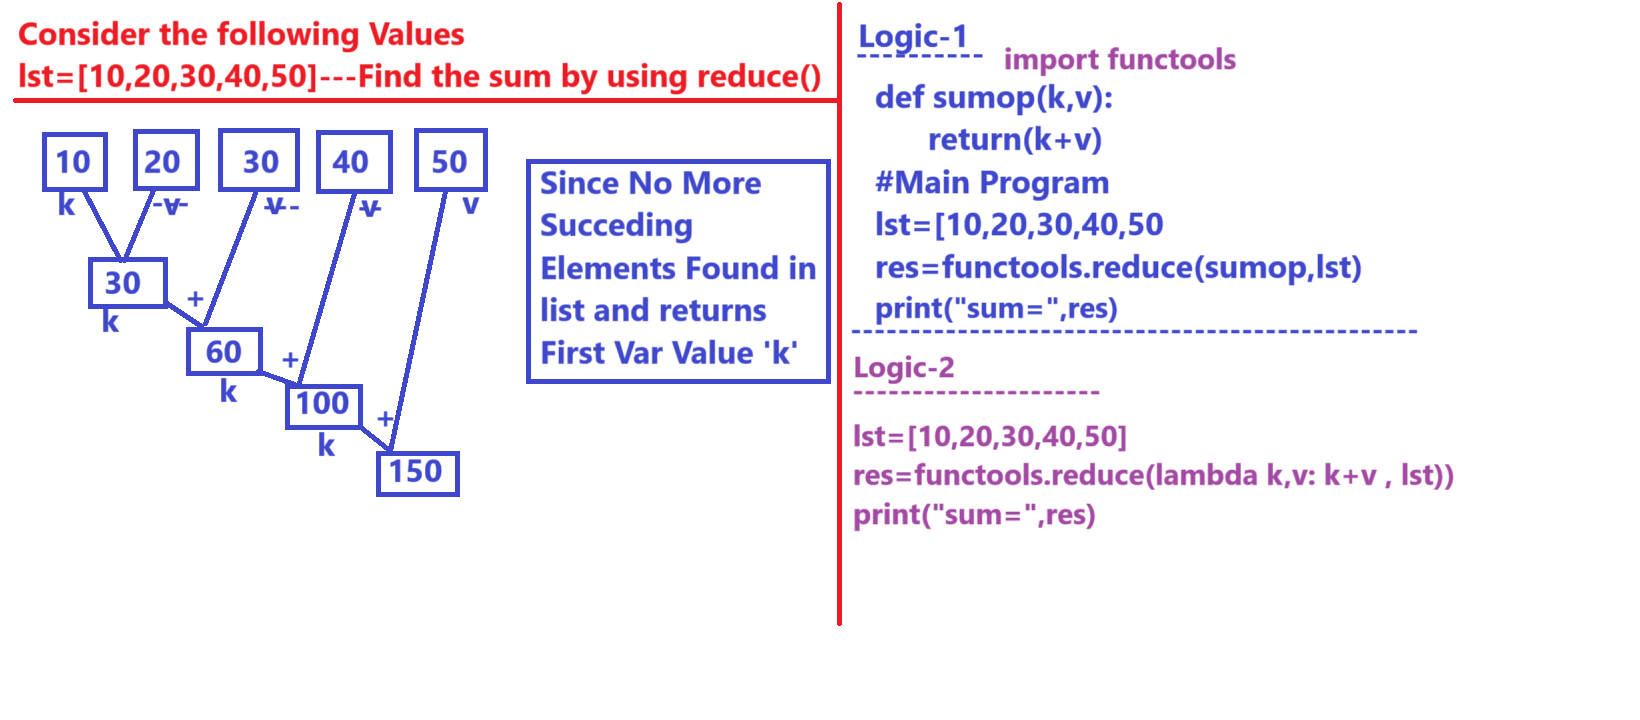 Consider the following Values
lst=[10,20,30,40,50]---Find the sum by using reduce()
10 20 30 40 50
k -v- v-- v v
30
+
k
60
+
k
100
+
k
150
Since No More
Succeding
Elements Found in
list and returns
First Var Value 'k'
Logic-1
import functools
def sumop(k,v):
return(k+v)
#Main Program
lst=[10,20,30,40,50
res=functools.reduce(sumop,lst)
print("sum=",res)
Logic-2
lst=[10,20,30,40,50]
res=functools.reduce(lambda k,v: k+v , lst))
print("sum=",res)